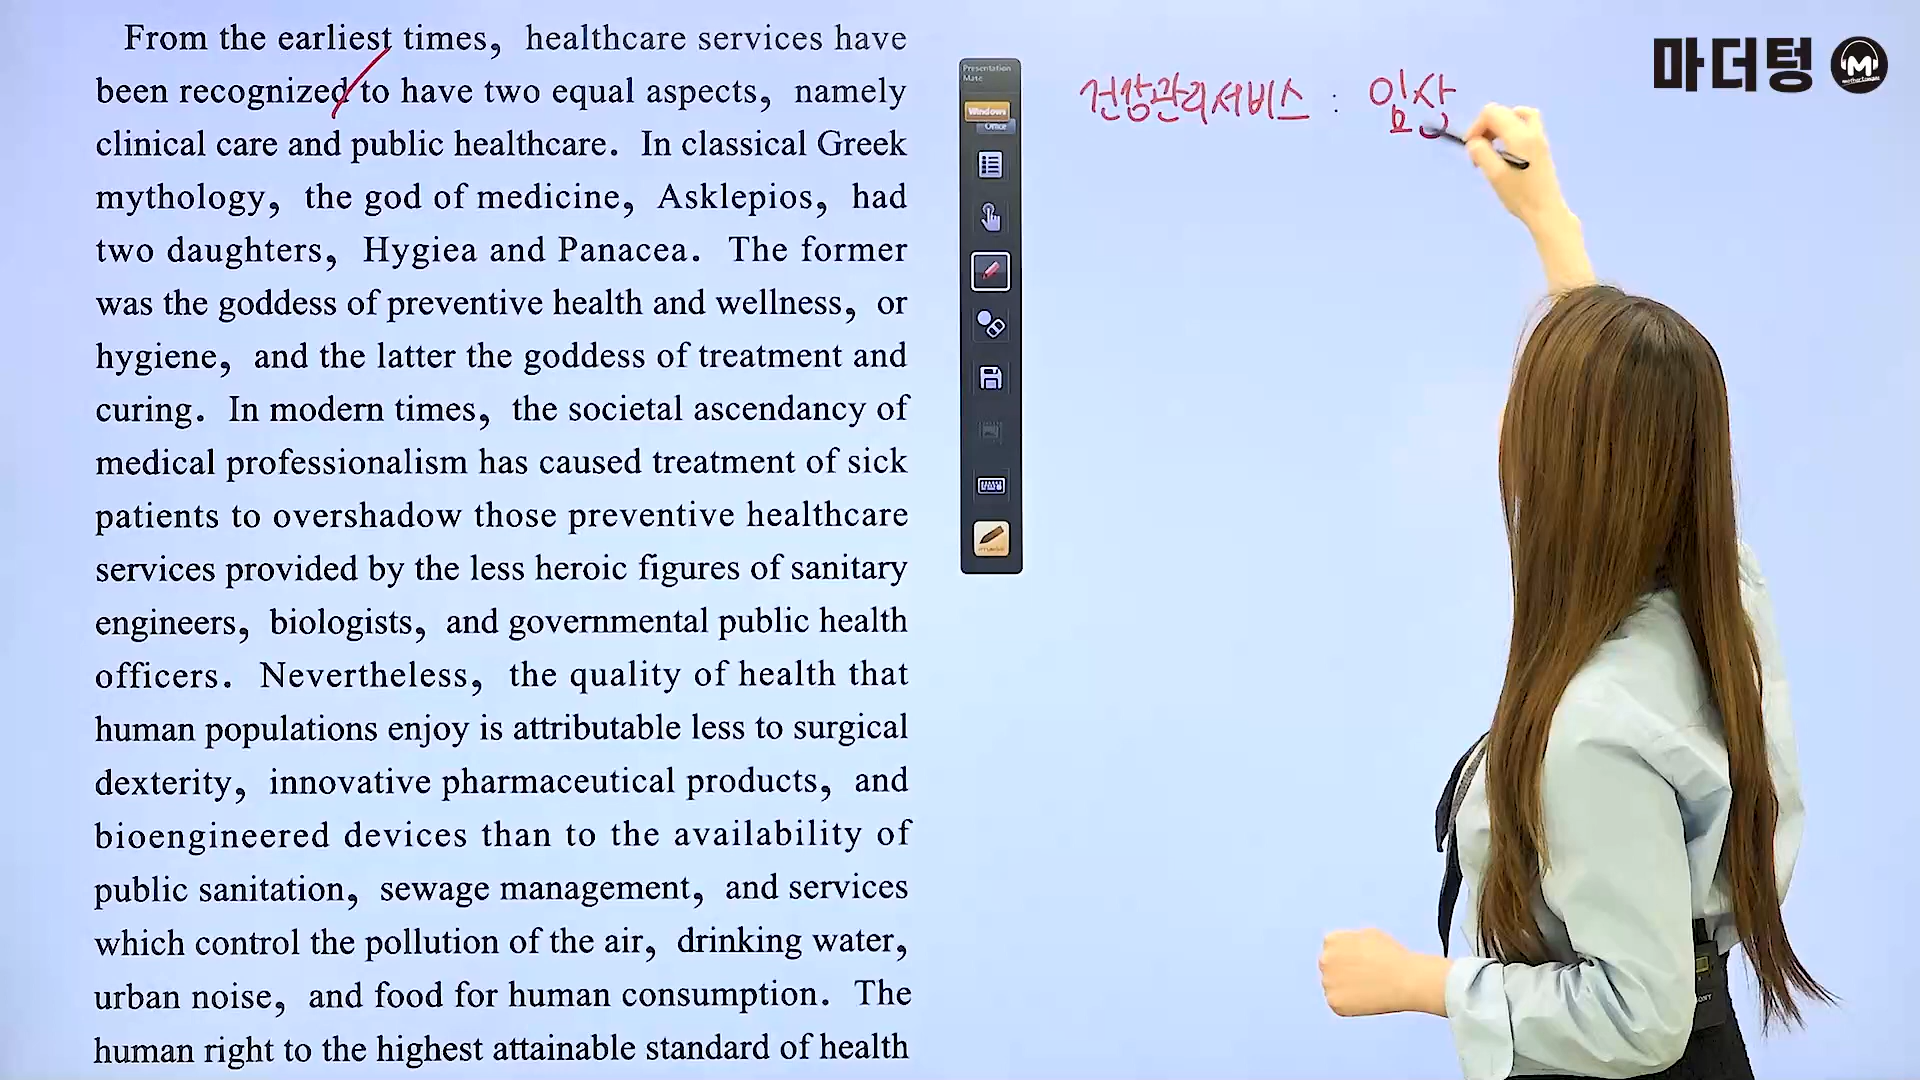 From the earliest times, healthcare services have
been recognized to have two equal aspects, namely
clinical care and public healthcare. In classical Greek
mythology, the god of medicine, Asklepios, had
two daughters, Hygiea and Panacea. The former
was the goddess of preventive health and wellness, or
hygiene, and the latter the goddess of treatment and
curing. In modern times, the societal ascendancy of
medical professionalism has caused treatment of sick
patients to overshadow those preventive healthcare
services provided by the less heroic figures of sanitary
engineers, biologists, and governmental public health
officers. Nevertheless, the quality of health that
human populations enjoy is attributable less to surgical
dexterity, innovative pharmaceutical products, and
bioengineered devices than to the availability of
public sanitation, sewage management, and services
which control the pollution of the air, drinking water,
urban noise, and food for human consumption. The
human right to the highest attainable standard of health
Presentation
Mate
Windows
Office
건강관리서비스 : 임상
마더텅
M
SONY